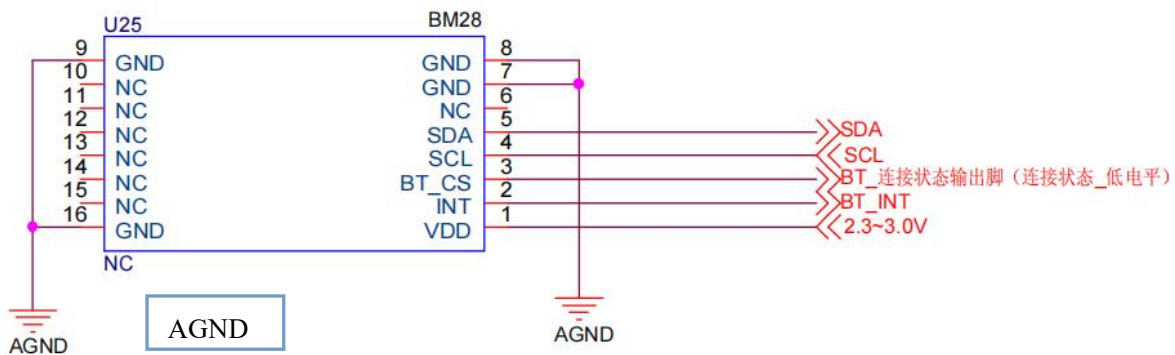 U25
BM28
9 GND
10 NC
11 NC
12 NC
13 NC
14 NC
15 NC
16 GND
GND 8
GND 7
NC 6
SDA 5
SCL 4
BT_CS 3
INT 2
VDD 1
SDA
SCL
BT_连接状态输出脚（连接状态_低电平）
BT_INT
2.3~3.0V
NC
AGND
AGND
AGND